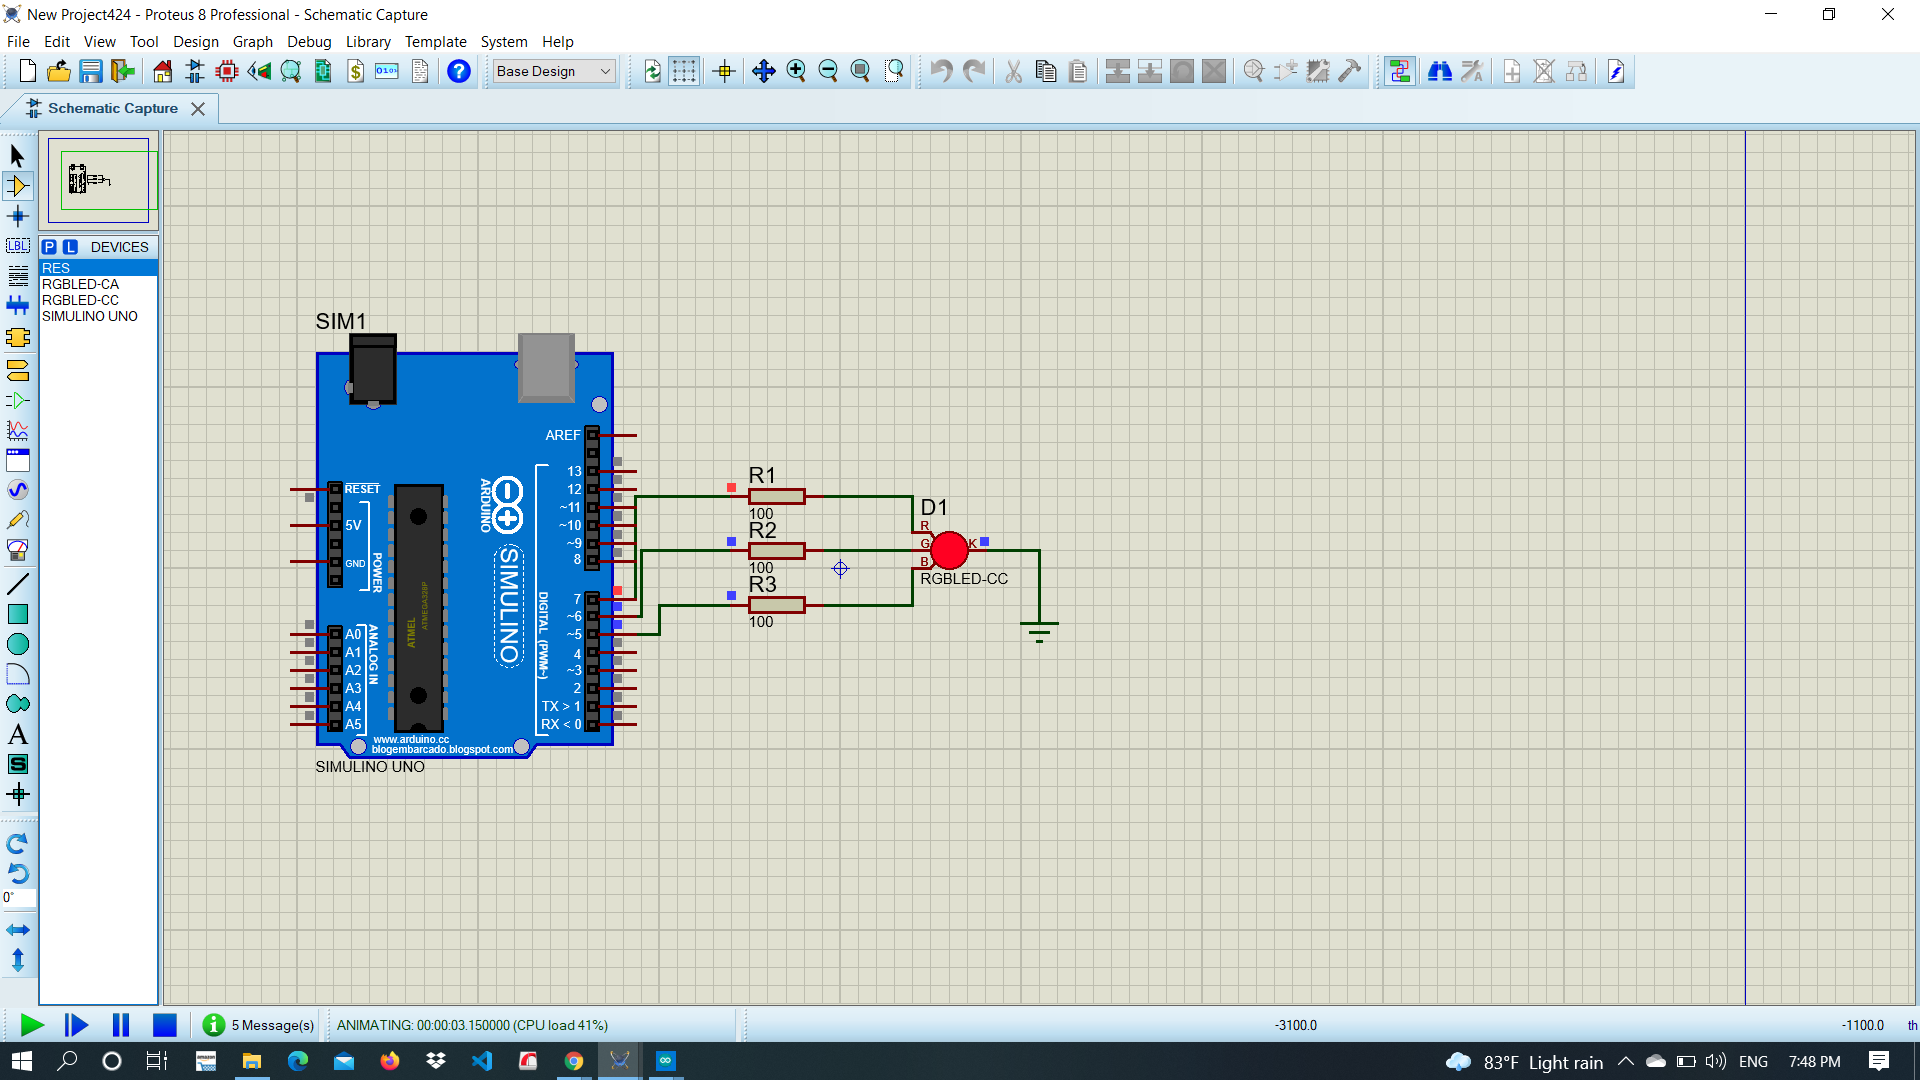 New Project424 - Proteus 8 Professional - Schematic Capture
File Edit View Tool Design Graph Debug Library Template System Help
Base Design
Schematic Capture
LBL
P L DEVICES
RES
RGBLED-CA
RGBLED-CC
SIMULINO UNO
A
S
0°
SIM1
AREF
13
12
~11
~10
~9
8
7
~6
~5
4
~3
2
TX > 1
RX < 0
RESET
5V
GND
POWER
A0
A1
A2
A3
A4
A5
ANALOG IN
ATMEL
ATMEGA328P
ARDUINO
SIMULINO
DIGITAL (PWM~)
www.arduino.cc
blogembarcado.blogspot.com
SIMULINO UNO
R1
100
R2
100
R3
100
D1
R
G
B
K
RGBLED-CC
5 Message(s)
ANIMATING: 00:00:03.150000 (CPU load 41%)
-3100.0
-1100.0
th
83°F Light rain
ENG
7:48 PM